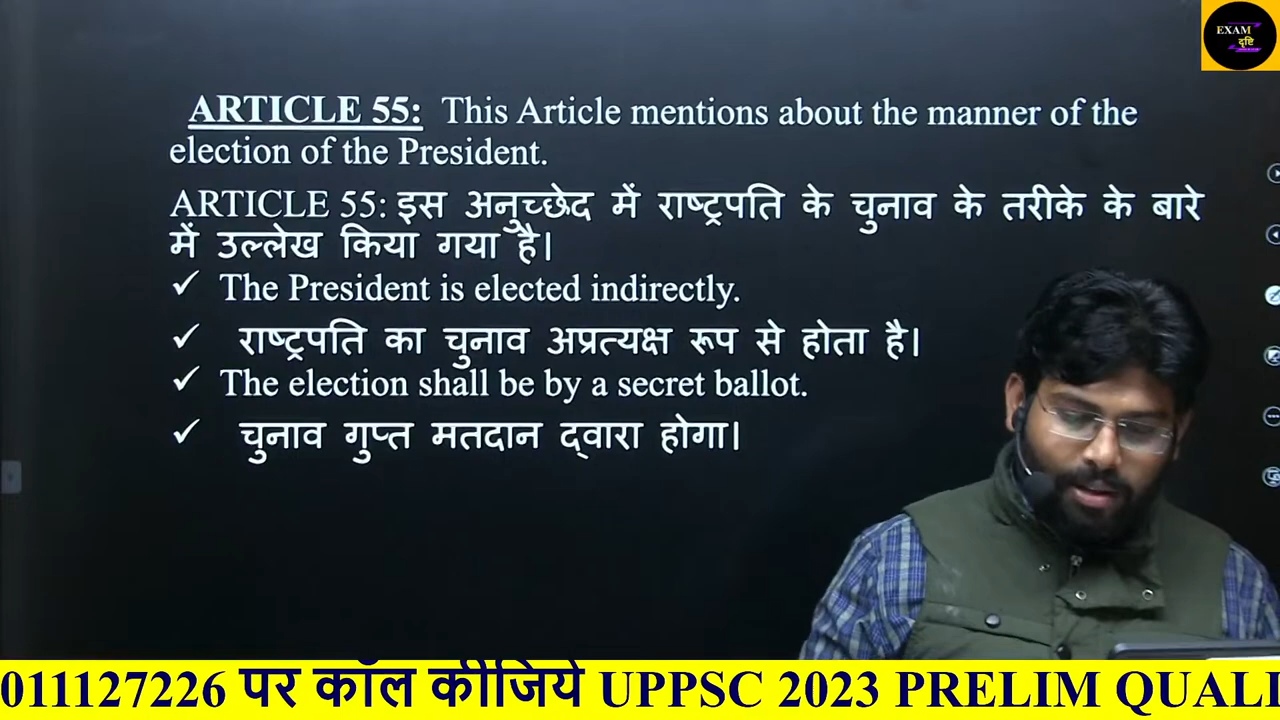 EXAM
दृष्टि
ARTICLE 55: This Article mentions about the manner of the
election of the President.
ARTICLE 55: इस अनुच्छेद में राष्ट्रपति के चुनाव के तरीके के बारे
में उल्लेख किया गया है।
✓ The President is elected indirectly.
✓ राष्ट्रपति का चुनाव अप्रत्यक्ष रूप से होता है।
✓ The election shall be by a secret ballot.
✓ चुनाव गुप्त मतदान द्वारा होगा।
011127226 पर कॉल कीजिये UPPSC 2023 PRELIM QUALI